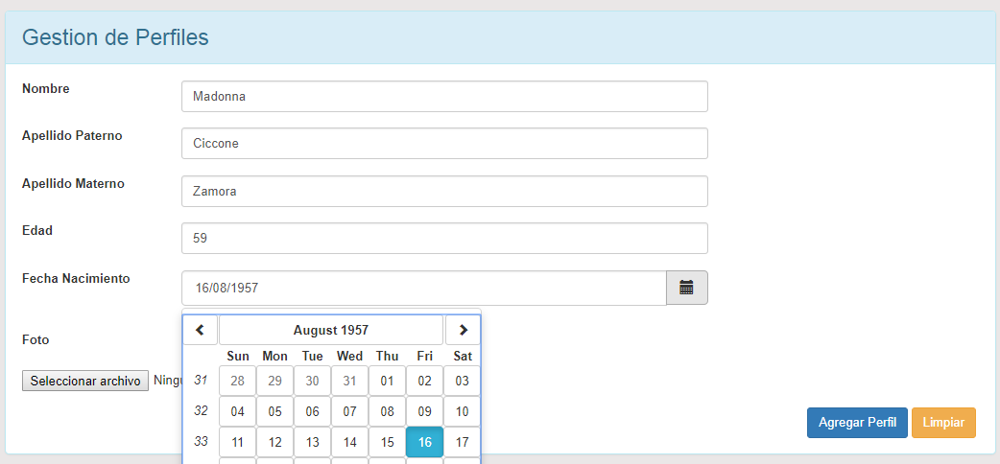 Gestion de Perfiles
Nombre
Madonna
Apellido Paterno
Ciccone
Apellido Materno
Zamora
Edad
59
Fecha Nacimiento
16/08/1957
August 1957
Sun Mon Tue Wed Thu Fri Sat
Foto
31 28 29 30 31 01 02 03
Seleccionar archivo Ningu
32 04 05 06 07 08 09 10
33 11 12 13 14 15 16 17
Agregar Perfil Limpiar